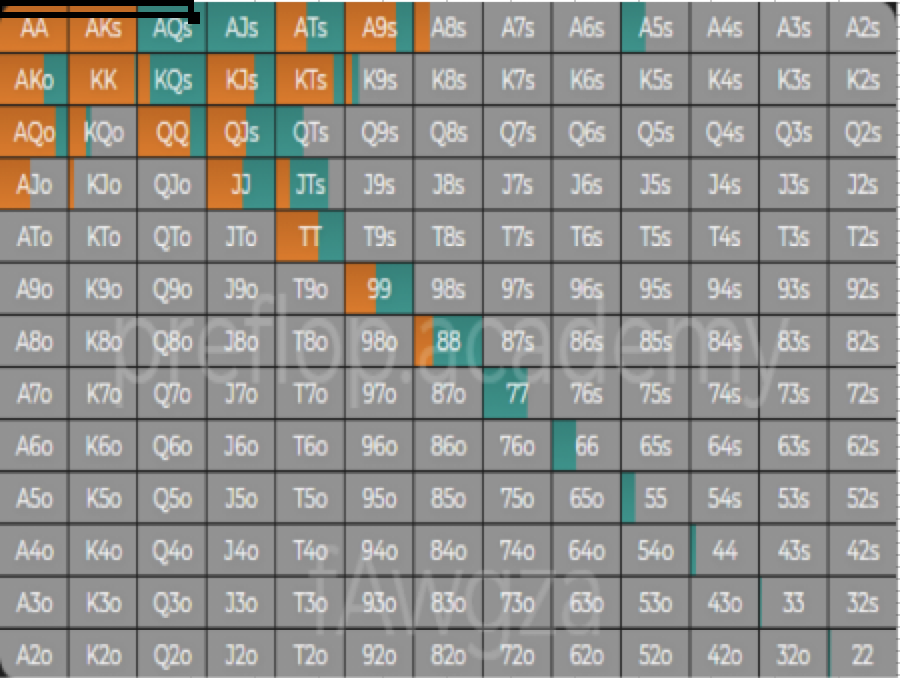 AA AKs AQs AJs ATs A9s A8s A7s A6s A5s A4s A3s A2s
AKo KK KQs KJs KTs K9s K8s K7s K6s K5s K4s K3s K2s
AQo KQo QQ QJs QTs Q9s Q8s Q7s Q6s Q5s Q4s Q3s Q2s
AJo KJo QJo JJ JTs J9s J8s J7s J6s J5s J4s J3s J2s
ATo KTo QTo JTo TT T9s T8s T7s T6s T5s T4s T3s T2s
A9o K9o Q9o J9o T9o 99 98s 97s 96s 95s 94s 93s 92s
preflop.academy
A8o K8o Q8o J8o T8o 98o 88 87s 86s 85s 84s 83s 82s
A7o K7o Q7o J7o T7o 97o 87o 77 76s 75s 74s 73s 72s
A6o K6o Q6o J6o T6o 96o 86o 76o 66 65s 64s 63s 62s
A5o K5o Q5o J5o T5o 95o 85o 75o 65o 55 54s 53s 52s
A4o K4o Q4o J4o T4o 94o 84o 74o 64o 54o 44 43s 42s
fAwgza
A3o K3o Q3o J3o T3o 93o 83o 73o 63o 53o 43o 33 32s
A2o K2o Q2o J2o T2o 92o 82o 72o 62o 52o 42o 32o 22